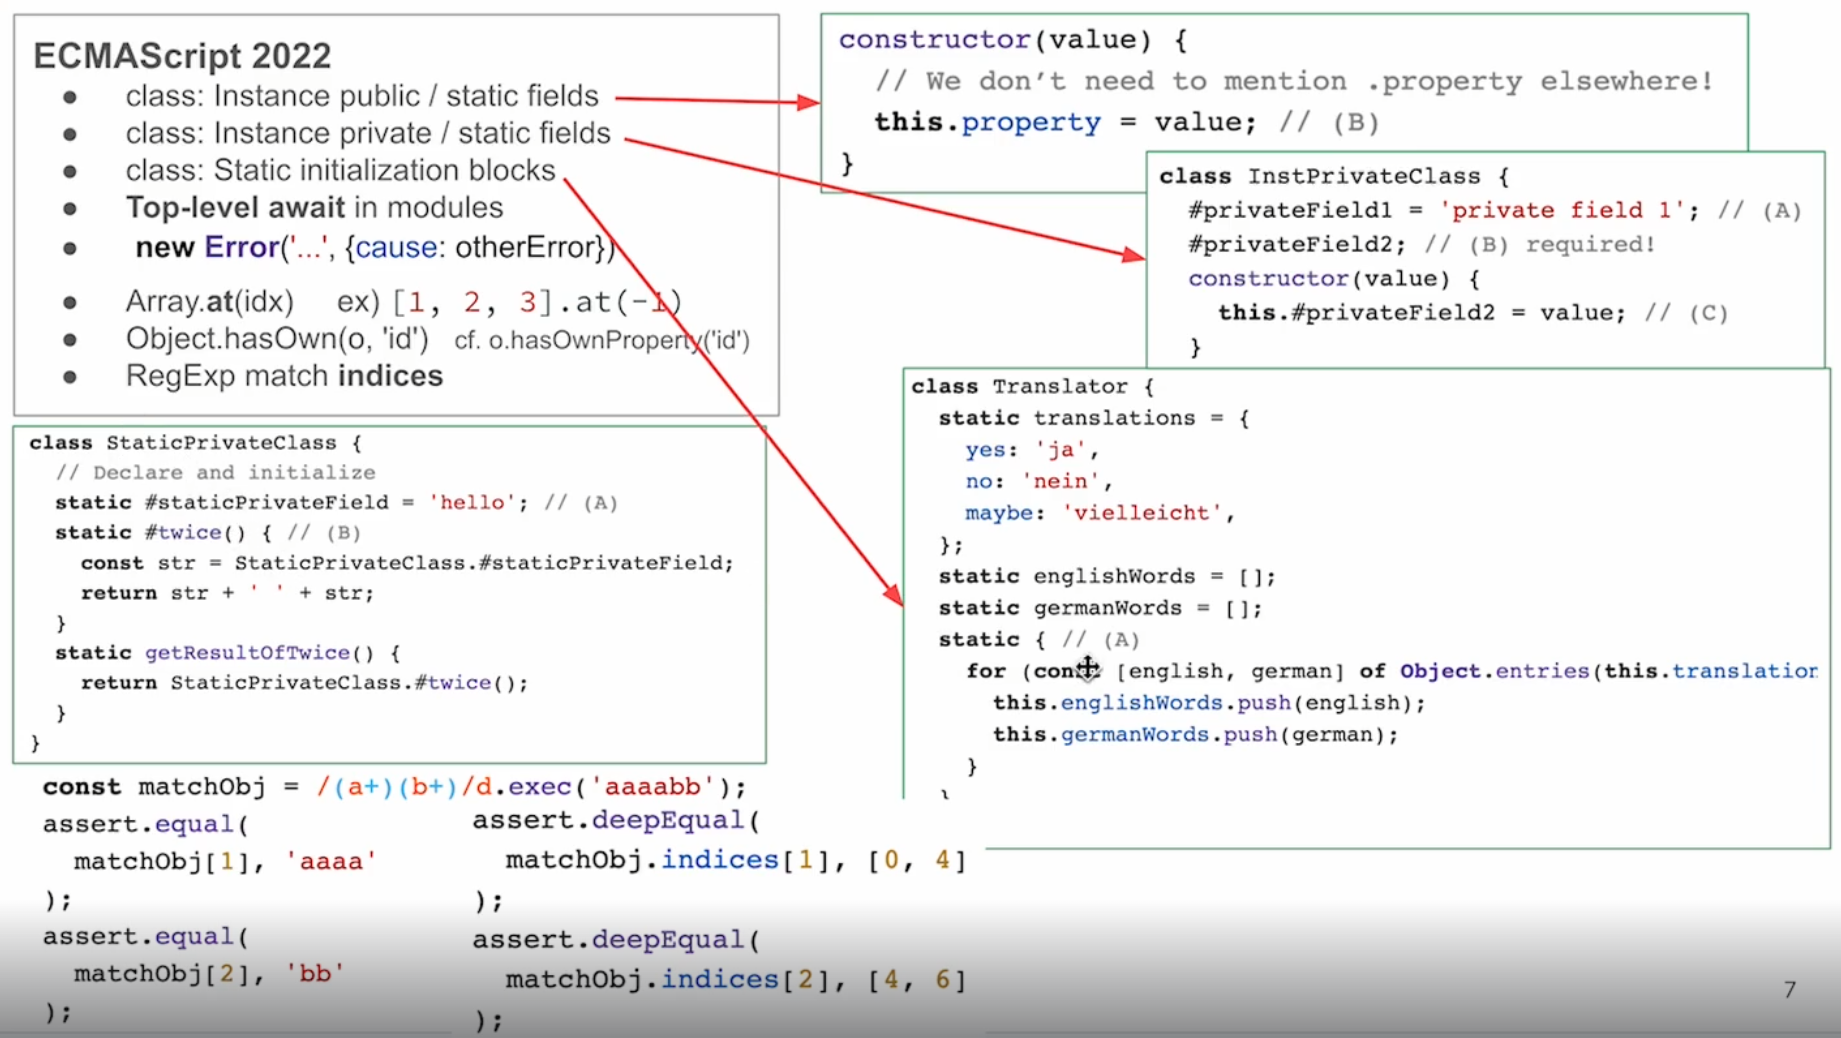 ECMAScript 2022
● class: Instance public / static fields
● class: Instance private / static fields
● class: Static initialization blocks
● Top-level await in modules
● new Error('...', {cause: otherError})
● Array.at(idx) ex) [1, 2, 3].at(-1)
● Object.hasOwn(o, 'id') cf. o.hasOwnProperty('id')
● RegExp match indices
constructor(value) {
// We don't need to mention .property elsewhere!
this.property = value; // (B)
}
class InstPrivateClass {
#privateField1 = 'private field 1'; // (A)
#privateField2; // (B) required!
constructor(value) {
this.#privateField2 = value; // (C)
}
class StaticPrivateClass {
// Declare and initialize
static #staticPrivateField = 'hello'; // (A)
static #twice() { // (B)
const str = StaticPrivateClass.#staticPrivateField;
return str + ' ' + str;
}
static getResultOfTwice() {
return StaticPrivateClass.#twice();
}
}
class Translator {
static translations = {
yes: 'ja',
no: 'nein',
maybe: 'vielleicht',
};
static englishWords = [];
static germanWords = [];
static { // (A)
for ( [english, german] of Object.entries(this.translation
this.englishWords.push(english);
this.germanWords.push(german);
}
const matchObj = /(a+)(b+)/d.exec('aaaabb');
assert.equal(
matchObj[1], 'aaaa'
);
assert.equal(
matchObj[2], 'bb'
);
assert.deepEqual(
matchObj.indices[1], [0, 4]
);
assert.deepEqual(
matchObj.indices[2], [4, 6]
);
7